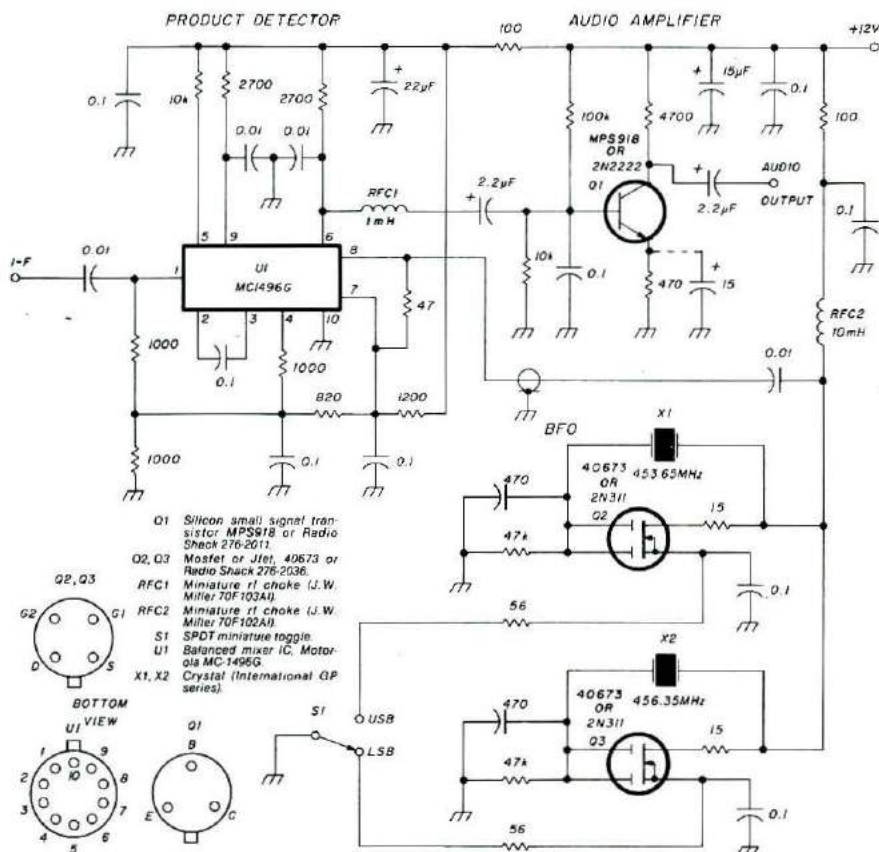 PRODUCT DETECTOR
AUDIO AMPLIFIER
100
+12V
0.1
10k
2700
2700
+
22µF
100k
4700
+
15µF
0.1
100
0.01
0.01
MPS918
OR
2N2222
Q1
RFC1
1mH
+
2.2µF
+
2.2µF
AUDIO
OUTPUT
0.1
I-F
0.01
5
9
6
1
U1
MC1496G
8
7
2
3
4
10
47
10k
0.1
470
+
15
RFC2
10mH
1000
0.1
1000
820
1200
0.01
1000
0.1
0.1
BFO
X1
453.65MHz
470
40673
OR
2N311
Q2
15
47k
0.1
56
Q1 Silicon small signal tran-
sistor MPS918 or Radio
Shack 276-2011.
Q2, Q3 Mosfet or Jfet, 40673 or
Radio Shack 276-2036.
RFC1 Miniature rf choke (J.W.
Miller 70F103AI).
RFC2 Miniature rf choke (J.W.
Miller 70F102AI).
S1 SPDT miniature toggle.
U1 Balanced mixer IC, Motor-
ola MC-1496G.
X1, X2 Crystal (International GP
series).
Q2, Q3
G2
G1
D
S
BOTTOM
VIEW
U1
1
9
10
2
8
3
7
4
6
5
Q1
B
E
C
S1
USB
LSB
X2
456.35MHz
470
40673
OR
2N311
Q3
15
47k
0.1
56